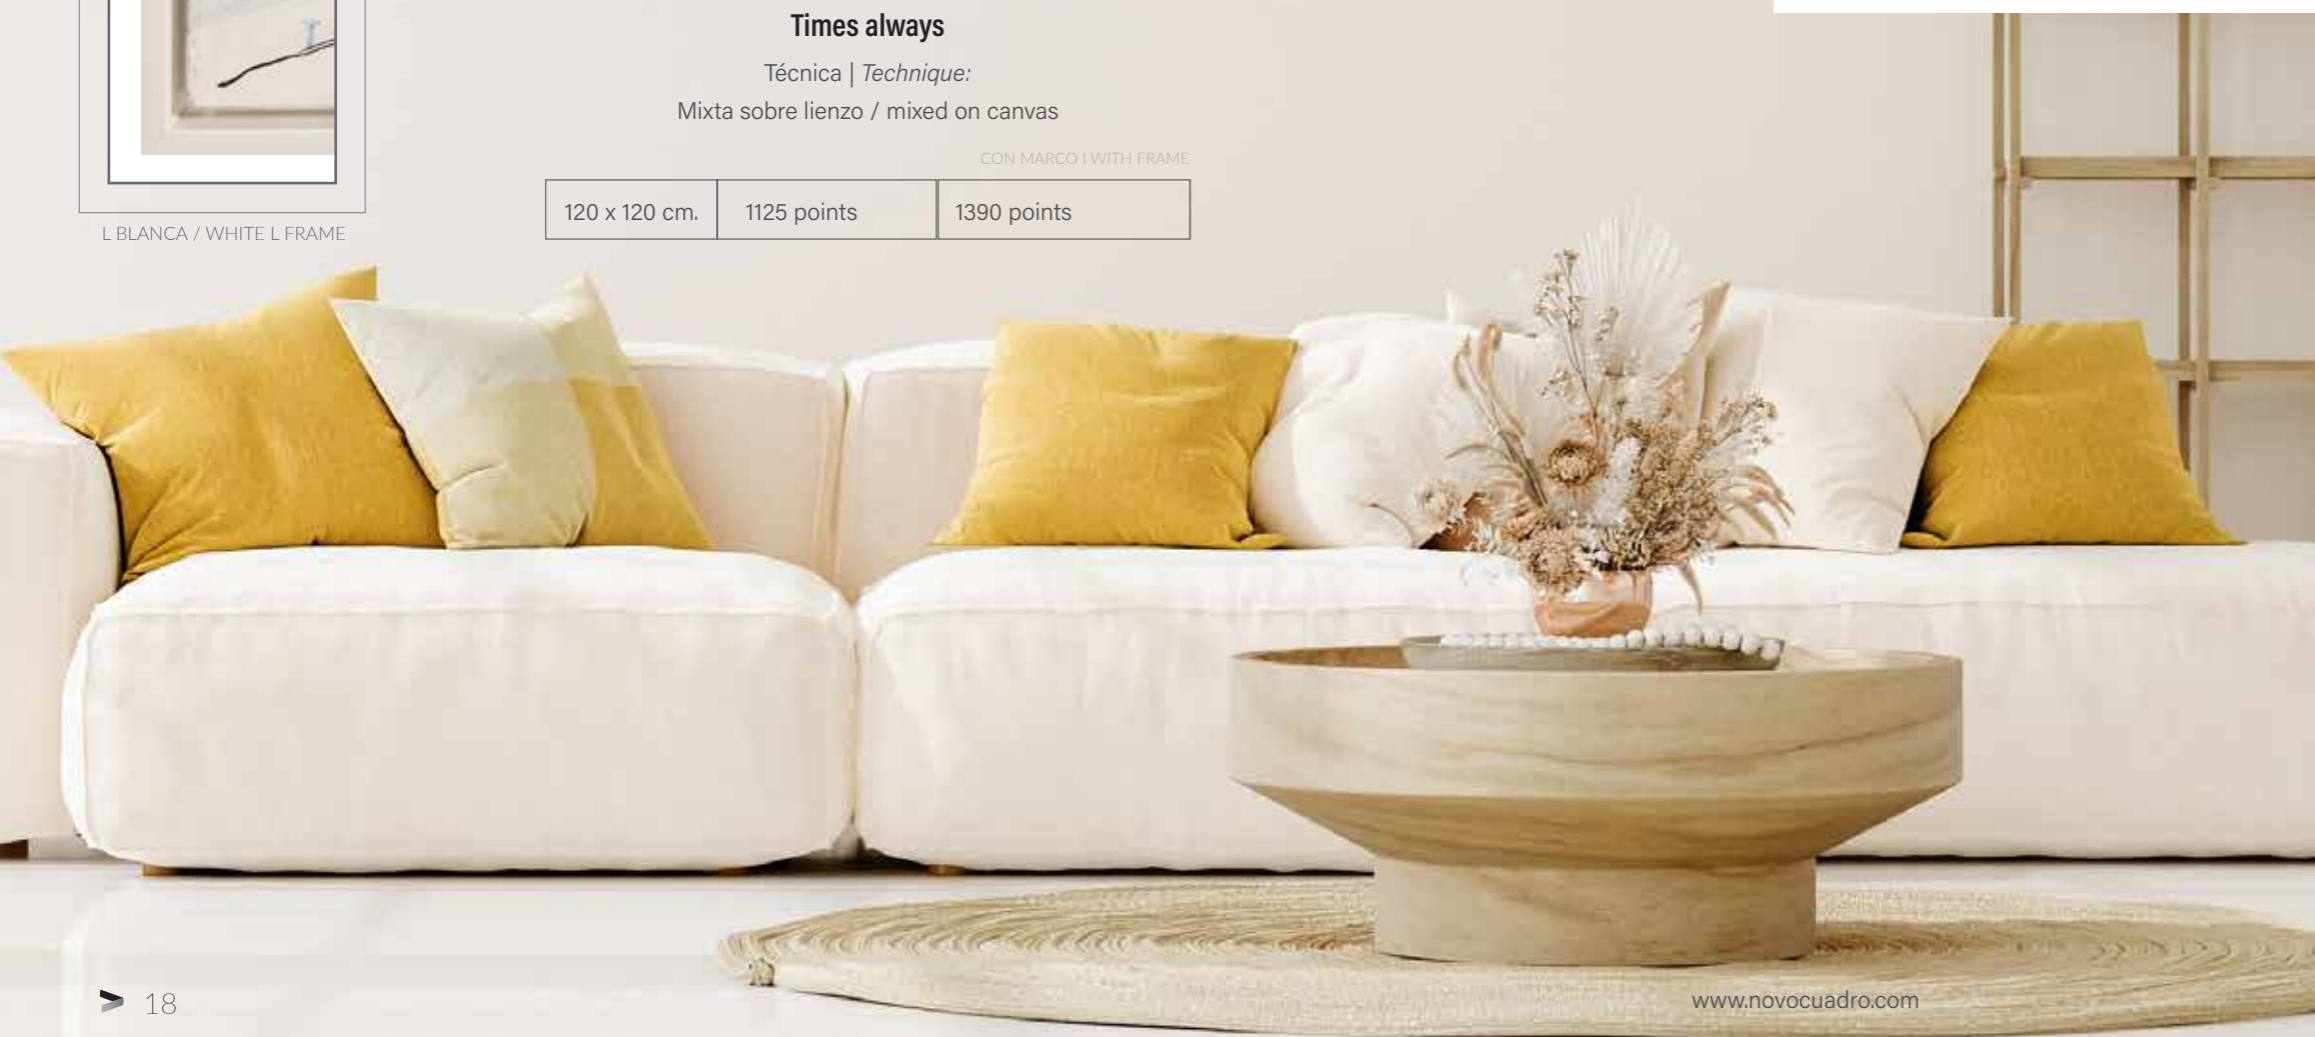 Times always
Técnica | Technique:
Mixta sobre lienzo / mixed on canvas
CON MARCO I WITH FRAME
120 x 120 cm. 1125 points 1390 points
L BLANCA / WHITE L FRAME
18
www.novocuadro.com